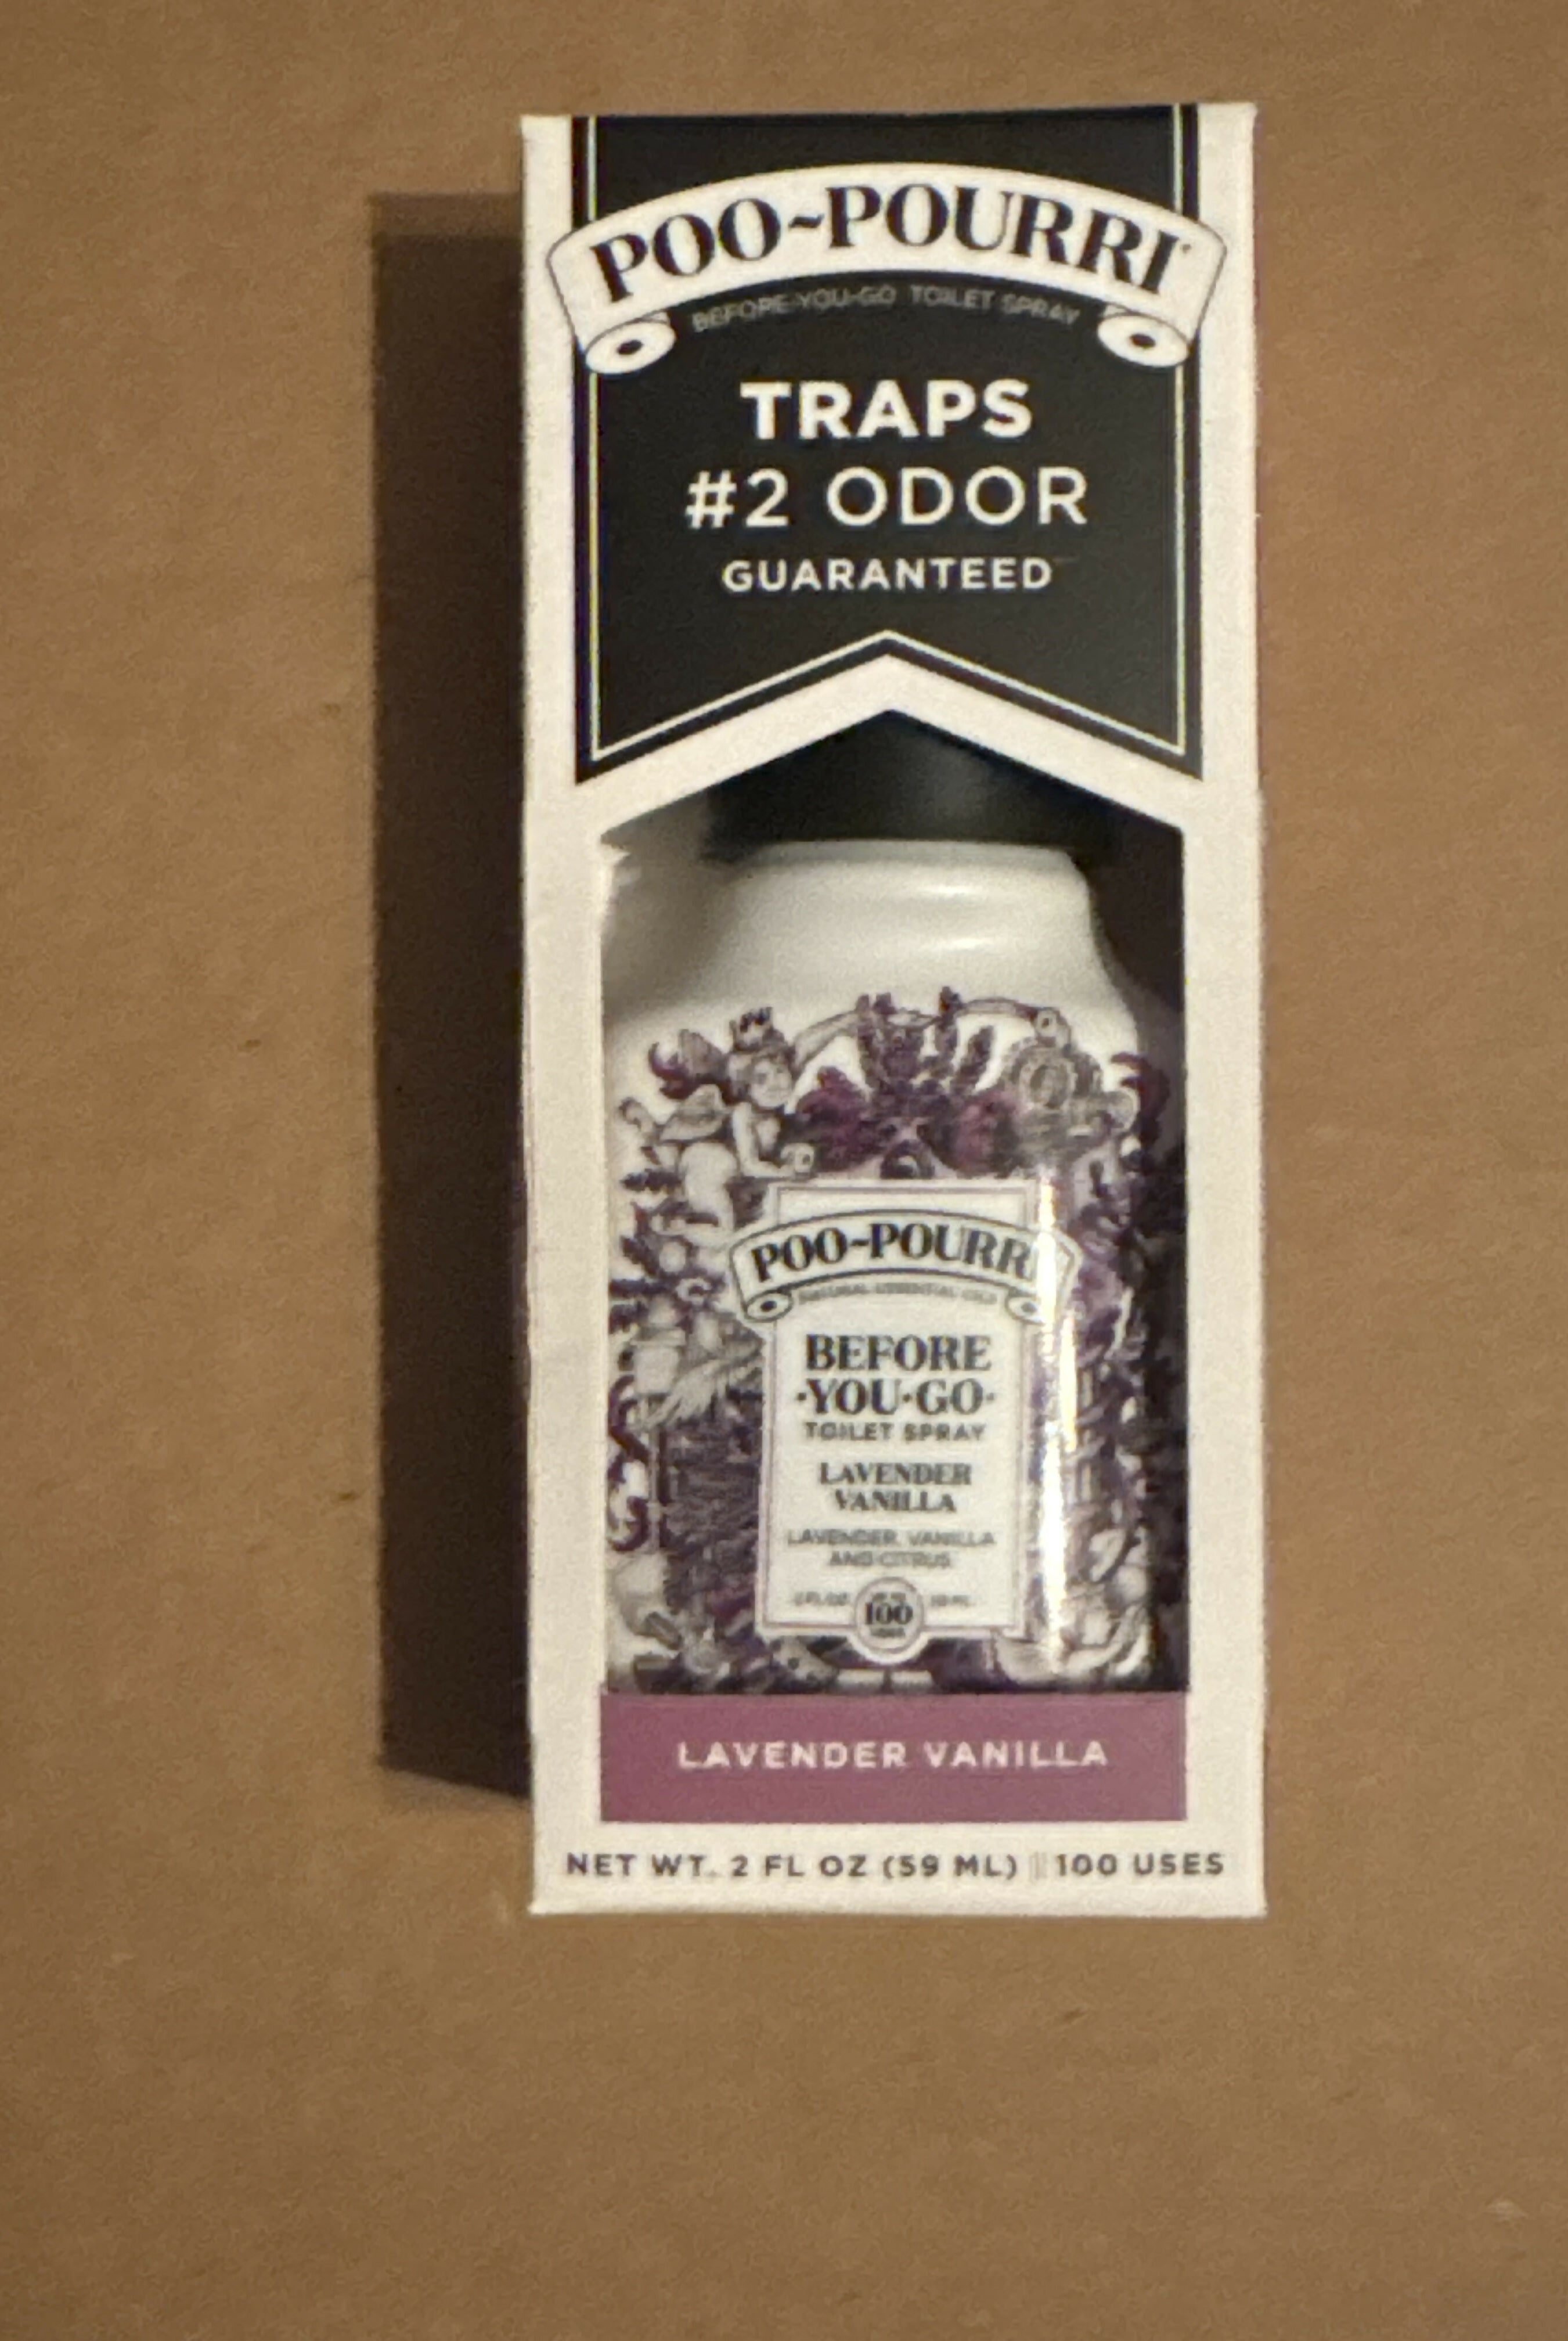 POO~POURRI
BEFORE-YOU-GO TOILET SPRAY
TRAPS
#2 ODOR
GUARANTEED
POO~POURRI
BEFORE
·YOU·GO·
TOILET SPRAY
LAVENDER
VANILLA
LAVENDER, VANILLA
AND CITRUS
100
LAVENDER VANILLA
NET WT. 2 FL OZ (59 ML) || 100 USES